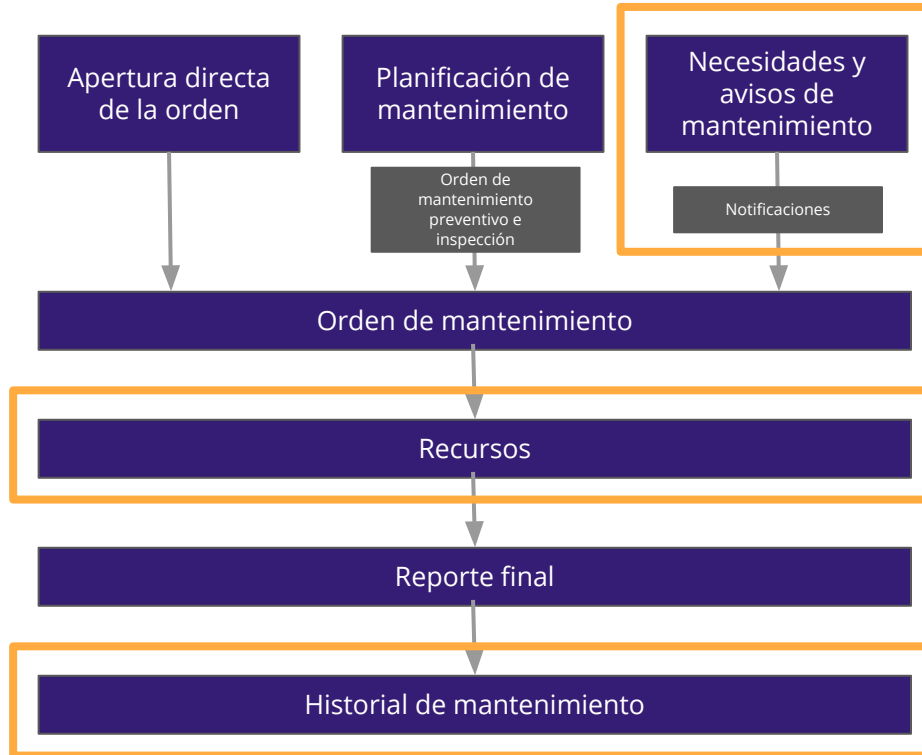 Apertura directa
de la orden
Planificación de
mantenimiento
Necesidades y
avisos de
mantenimiento
Orden de
mantenimiento
preventivo e
inspección
Notificaciones
Orden de mantenimiento
Recursos
Reporte final
Historial de mantenimiento